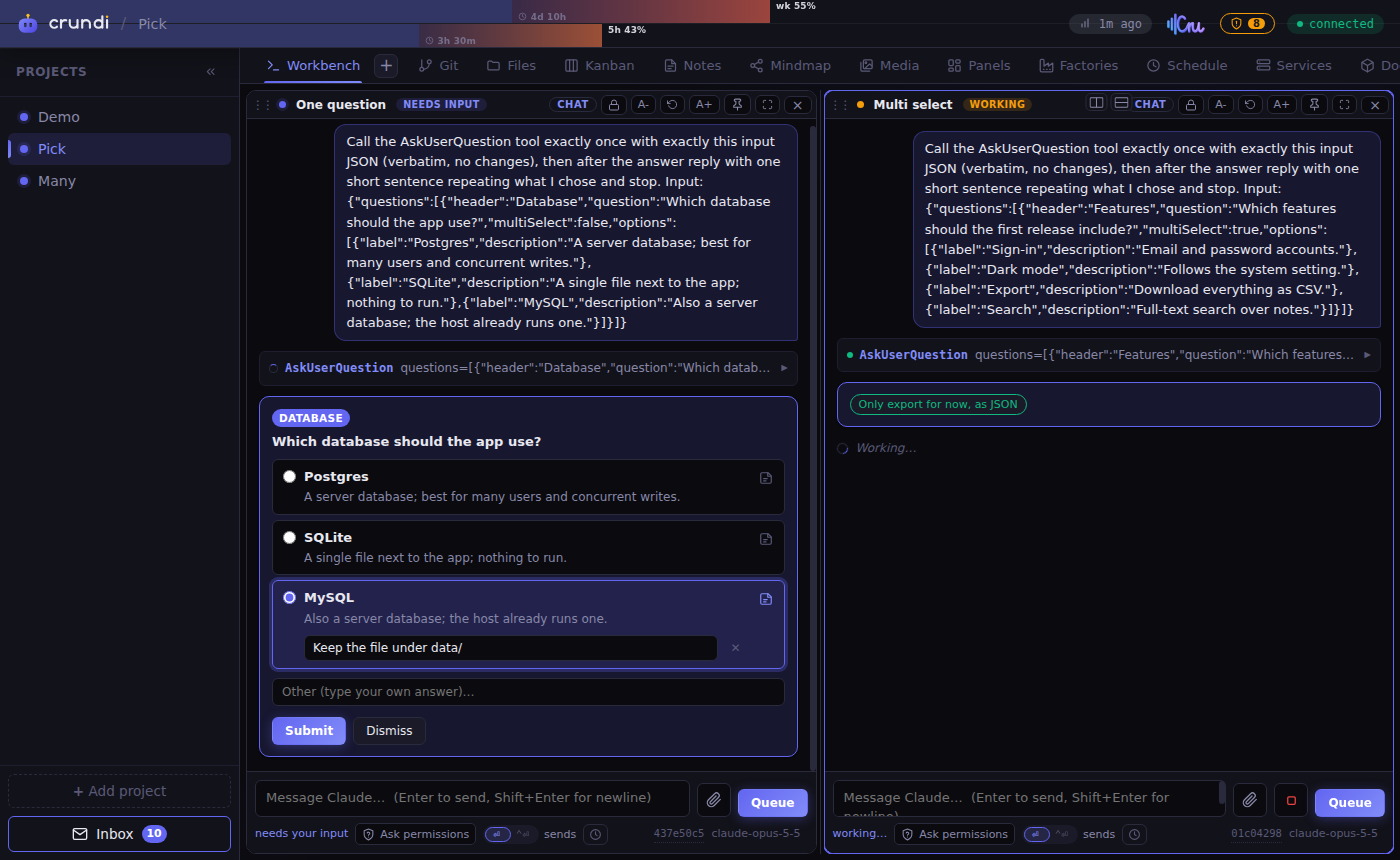 crundi / Pick
4d 10h
wk 55%
3h 30m
5h 43%
1m ago
8
connected
PROJECTS «
Demo
Pick
Many
+ Add project
Inbox 10
Workbench + Git Files Kanban Notes Mindmap Media Panels Factories Schedule Services Do
One question NEEDS INPUT CHAT A- A+ ×
Call the AskUserQuestion tool exactly once with exactly this input
JSON (verbatim, no changes), then after the answer reply with one
short sentence repeating what I chose and stop. Input:
{"questions":[{"header":"Database","question":"Which database
should the app use?","multiSelect":false,"options":
[{"label":"Postgres","description":"A server database; best for
many users and concurrent writes."},
{"label":"SQLite","description":"A single file next to the app;
nothing to run."},{"label":"MySQL","description":"Also a server
database; the host already runs one."}]}]}
AskUserQuestion questions=[{"header":"Database","question":"Which datab...
DATABASE
Which database should the app use?
Postgres
A server database; best for many users and concurrent writes.
SQLite
A single file next to the app; nothing to run.
MySQL
Also a server database; the host already runs one.
Keep the file under data/ ×
Other (type your own answer)...
Submit Dismiss
Message Claude... (Enter to send, Shift+Enter for newline)
Queue
needs your input Ask permissions sends 437e50c5 claude-opus-5-5
Multi select WORKING CHAT A- A+ ×
Call the AskUserQuestion tool exactly once with exactly this input
JSON (verbatim, no changes), then after the answer reply with one
short sentence repeating what I chose and stop. Input:
{"questions":[{"header":"Features","question":"Which features
should the first release include?","multiSelect":true,"options":
[{"label":"Sign-in","description":"Email and password accounts."},
{"label":"Dark mode","description":"Follows the system setting."},
{"label":"Export","description":"Download everything as CSV."},
{"label":"Search","description":"Full-text search over notes."}]}]}
AskUserQuestion questions=[{"header":"Features","question":"Which features...
Only export for now, as JSON
Working...
Message Claude... (Enter to send, Shift+Enter for
newline)
Queue
working... Ask permissions sends 01c04298 claude-opus-5-5